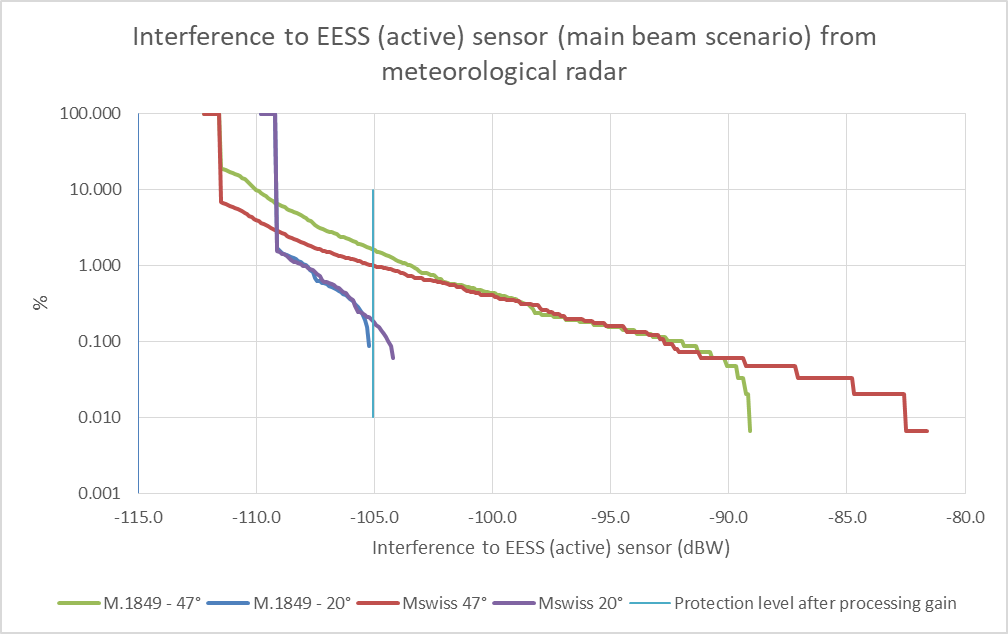 Interference to EESS (active) sensor (main beam scenario) from
meteorological radar
100.000
10.000
1.000
0.100
0.010
0.001
%
-115.0 -110.0 -105.0 -100.0 -95.0 -90.0 -85.0 -80.0
Interference to EESS (active) sensor (dBW)
M.1849 - 47° M.1849 - 20° Mswiss 47° Mswiss 20° Protection level after processing gain